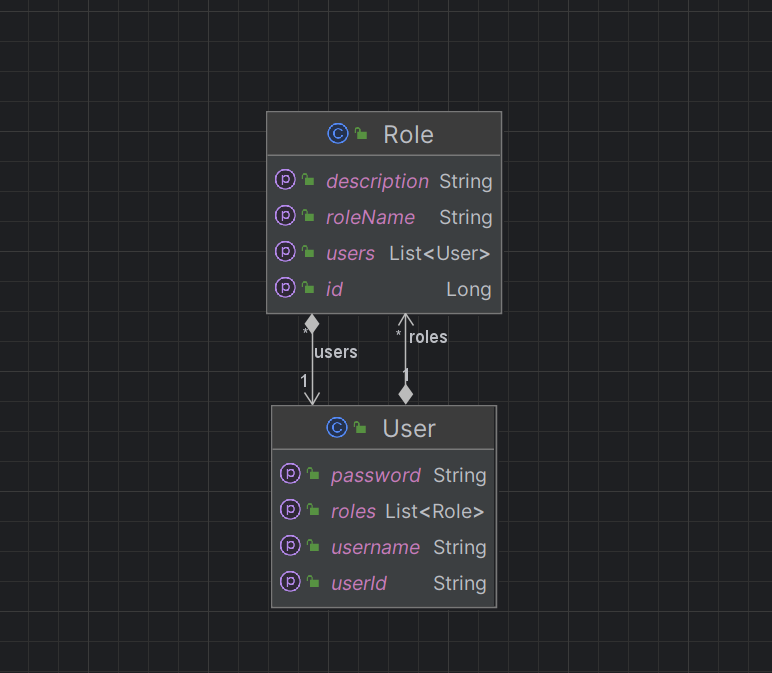 C Role
p description String
p roleName String
p users List<User>
p id Long
* users
1
* roles
1
C User
p password String
p roles List<Role>
p username String
p userId String